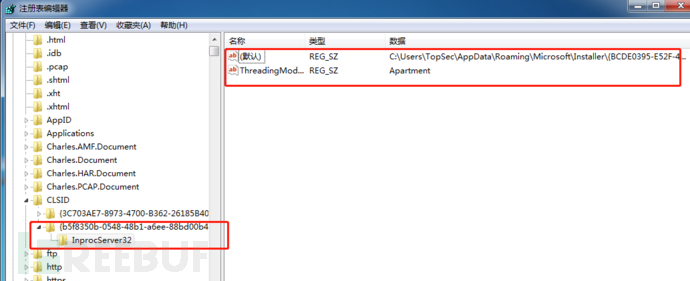 注册表编辑器
文件(F) 编辑(E) 查看(V) 收藏夹(A) 帮助(H)
.html
.idb
.pcap
.shtml
.xht
.xhtml
AppID
Applications
Charles.AMF.Document
Charles.Document
Charles.HAR.Document
Charles.PCAP.Document
CLSID
{3C703AE7-8973-4700-B362-26185B40
{b5f8350b-0548-48b1-a6ee-88bd00b4
InprocServer32
ftp
http
https
名称 类型 数据
(默认) REG_SZ C:\Users\TopSec\AppData\Roaming\Microsoft\Installer\{BCDE0395-E52F-4...
ThreadingMod... REG_SZ Apartment
REEBUF